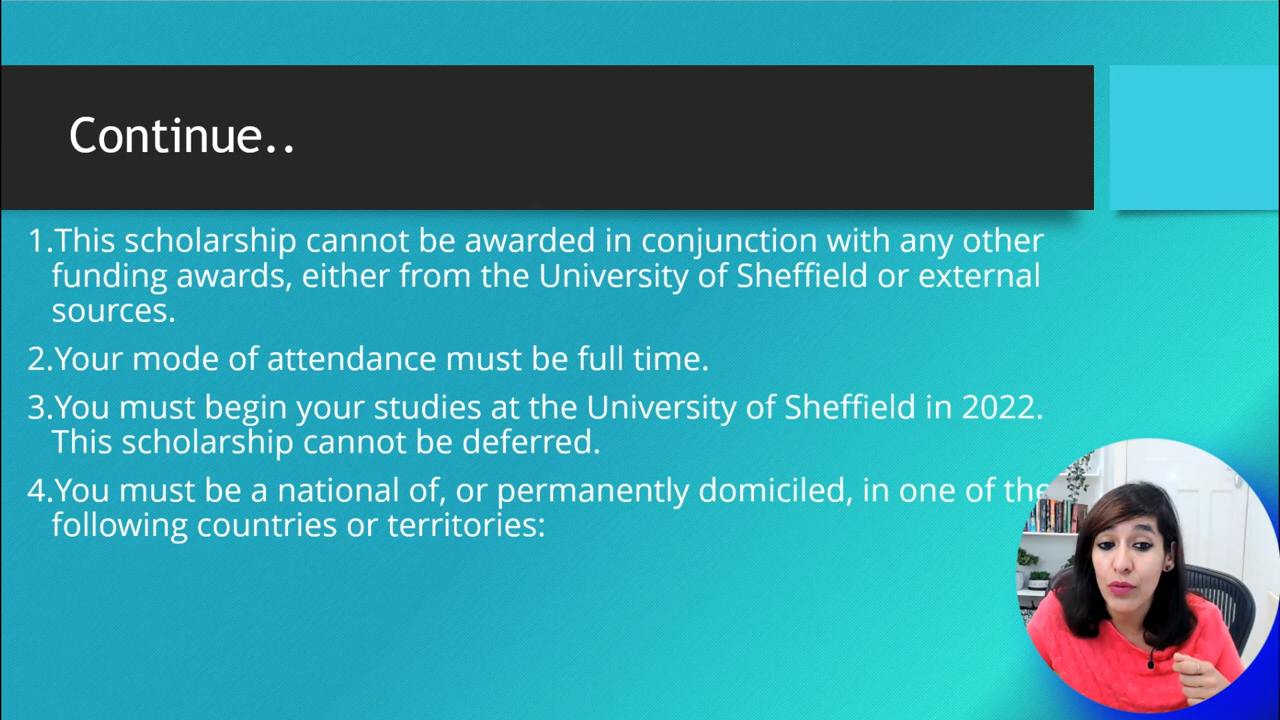 Continue..
1.This scholarship cannot be awarded in conjunction with any other
funding awards, either from the University of Sheffield or external
sources.
2.Your mode of attendance must be full time.
3.You must begin your studies at the University of Sheffield in 2022.
This scholarship cannot be deferred.
4.You must be a national of, or permanently domiciled, in one of the
following countries or territories: